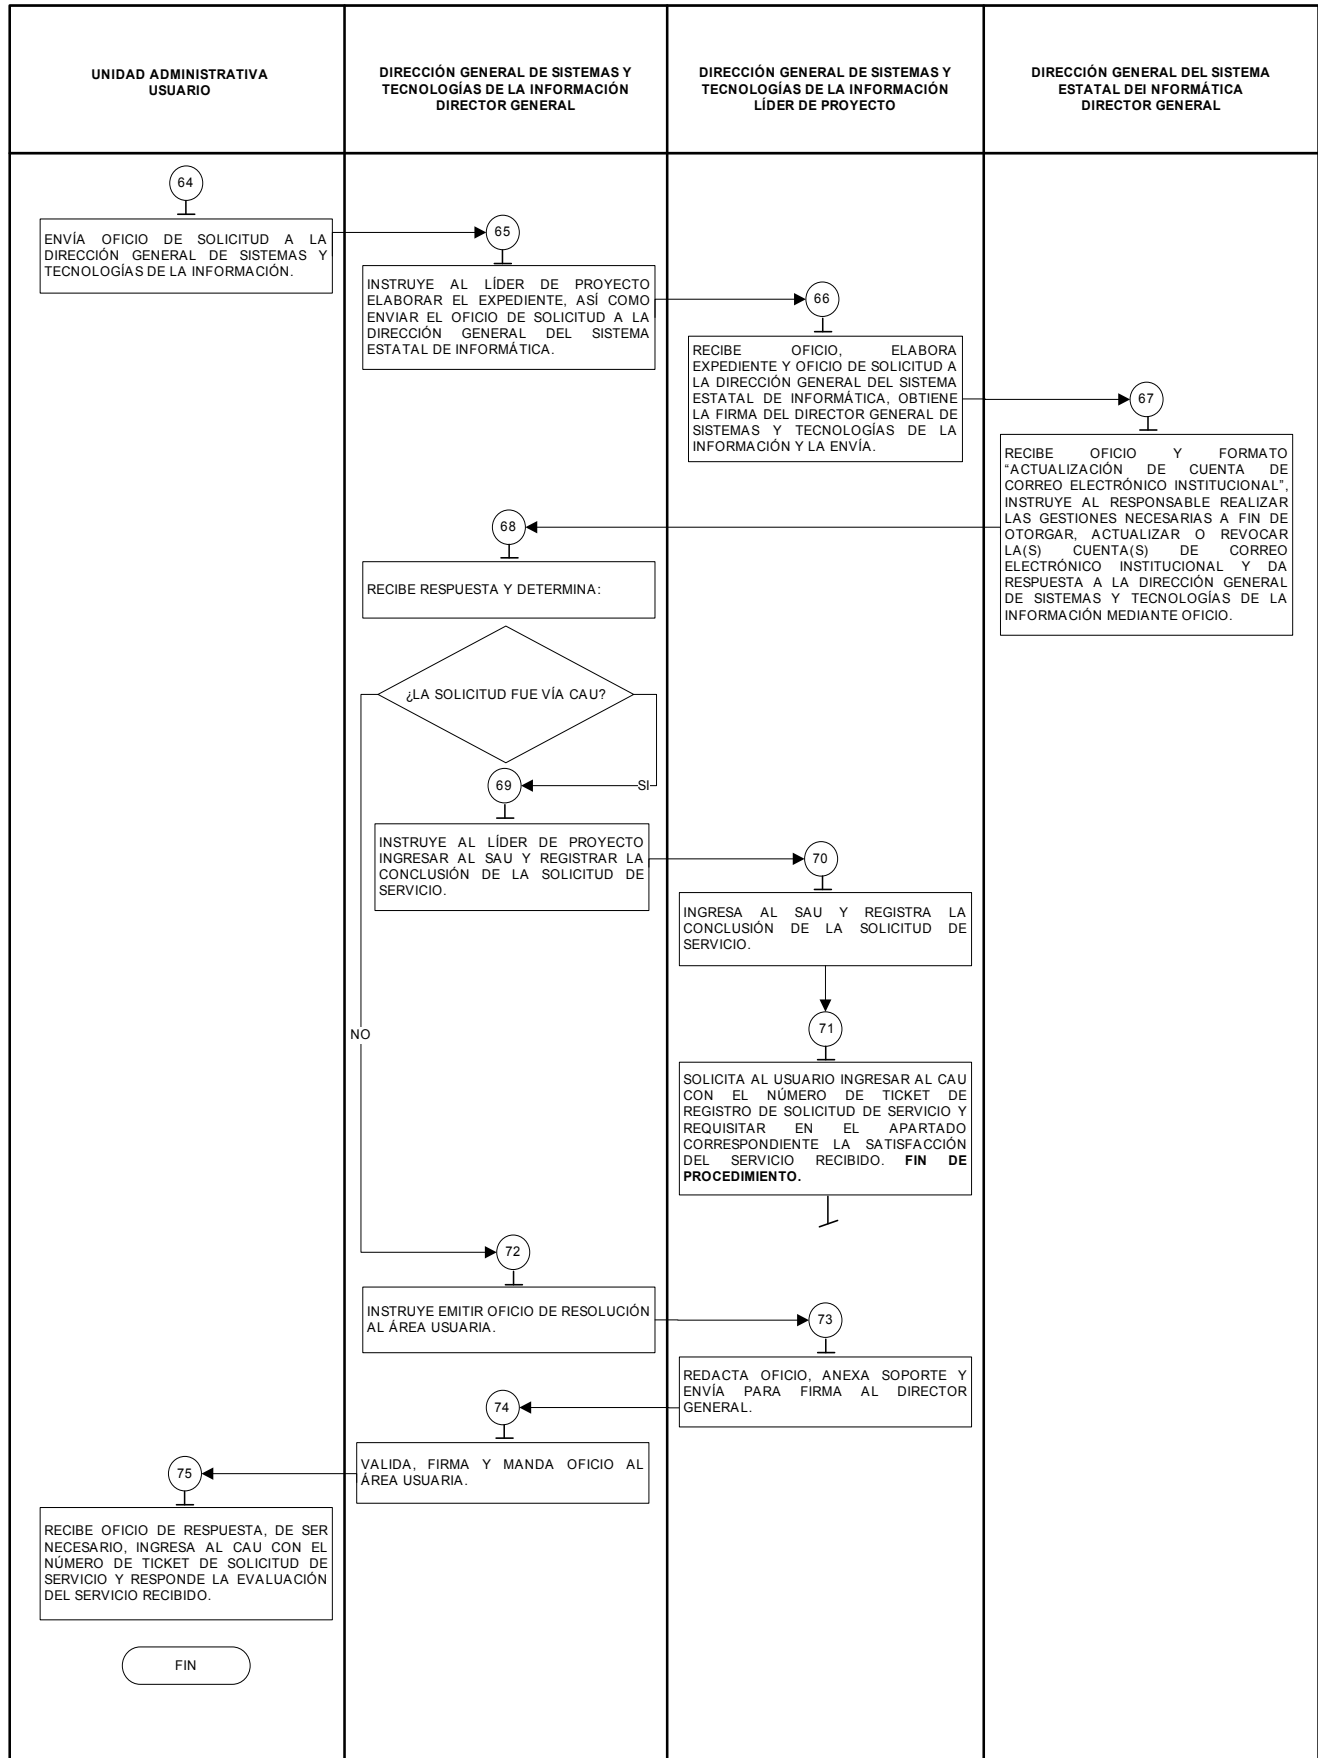 UNIDAD ADMINISTRATIVA
USUARIO
DIRECCIÓN GENERAL DE SISTEMAS Y
TECNOLOGÍAS DE LA INFORMACIÓN
DIRECTOR GENERAL
DIRECCIÓN GENERAL DE SISTEMAS Y
TECNOLOGÍAS DE LA INFORMACIÓN
LÍDER DE PROYECTO
DIRECCIÓN GENERAL DEL SISTEMA
ESTATAL DEI NFORMÁTICA
DIRECTOR GENERAL
64
ENVÍA OFICIO DE SOLICITUD A LA
DIRECCIÓN GENERAL DE SISTEMAS Y
TECNOLOGÍAS DE LA INFORMACIÓN.
65
INSTRUYE AL LÍDER DE PROYECTO
ELABORAR EL EXPEDIENTE, ASÍ COMO
ENVIAR EL OFICIO DE SOLICITUD A LA
DIRECCIÓN GENERAL DEL SISTEMA
ESTATAL DE INFORMÁTICA.
66
RECIBE OFICIO, ELABORA
EXPEDIENTE Y OFICIO DE SOLICITUD A
LA DIRECCIÓN GENERAL DEL SISTEMA
ESTATAL DE INFORMÁTICA, OBTIENE
LA FIRMA DEL DIRECTOR GENERAL DE
SISTEMAS Y TECNOLOGÍAS DE LA
INFORMACIÓN Y LA ENVÍA.
67
RECIBE OFICIO Y FORMATO
“ACTUALIZACIÓN DE CUENTA DE
CORREO ELECTRÓNICO INSTITUCIONAL”,
INSTRUYE AL RESPONSABLE REALIZAR
LAS GESTIONES NECESARIAS A FIN DE
OTORGAR, ACTUALIZAR O REVOCAR
LA(S) CUENTA(S) DE CORREO
ELECTRÓNICO INSTITUCIONAL Y DA
RESPUESTA A LA DIRECCIÓN GENERAL
DE SISTEMAS Y TECNOLOGÍAS DE LA
INFORMACIÓN MEDIANTE OFICIO.
68
RECIBE RESPUESTA Y DETERMINA:
¿LA SOLICITUD FUE VÍA CAU?
SI
69
INSTRUYE AL LÍDER DE PROYECTO
INGRESAR AL SAU Y REGISTRAR LA
CONCLUSIÓN DE LA SOLICITUD DE
SERVICIO.
70
INGRESA AL SAU Y REGISTRA LA
CONCLUSIÓN DE LA SOLICITUD DE
SERVICIO.
71
SOLICITA AL USUARIO INGRESAR AL CAU
CON EL NÚMERO DE TICKET DE
REGISTRO DE SOLICITUD DE SERVICIO Y
REQUISITAR EN EL APARTADO
CORRESPONDIENTE LA SATISFACCIÓN
DEL SERVICIO RECIBIDO. FIN DE
PROCEDIMIENTO.
NO
72
INSTRUYE EMITIR OFICIO DE RESOLUCIÓN
AL ÁREA USUARIA.
73
REDACTA OFICIO, ANEXA SOPORTE Y
ENVÍA PARA FIRMA AL DIRECTOR
GENERAL.
74
VALIDA, FIRMA Y MANDA OFICIO AL
ÁREA USUARIA.
75
RECIBE OFICIO DE RESPUESTA, DE SER
NECESARIO, INGRESA AL CAU CON EL
NÚMERO DE TICKET DE SOLICITUD DE
SERVICIO Y RESPONDE LA EVALUACIÓN
DEL SERVICIO RECIBIDO.
FIN